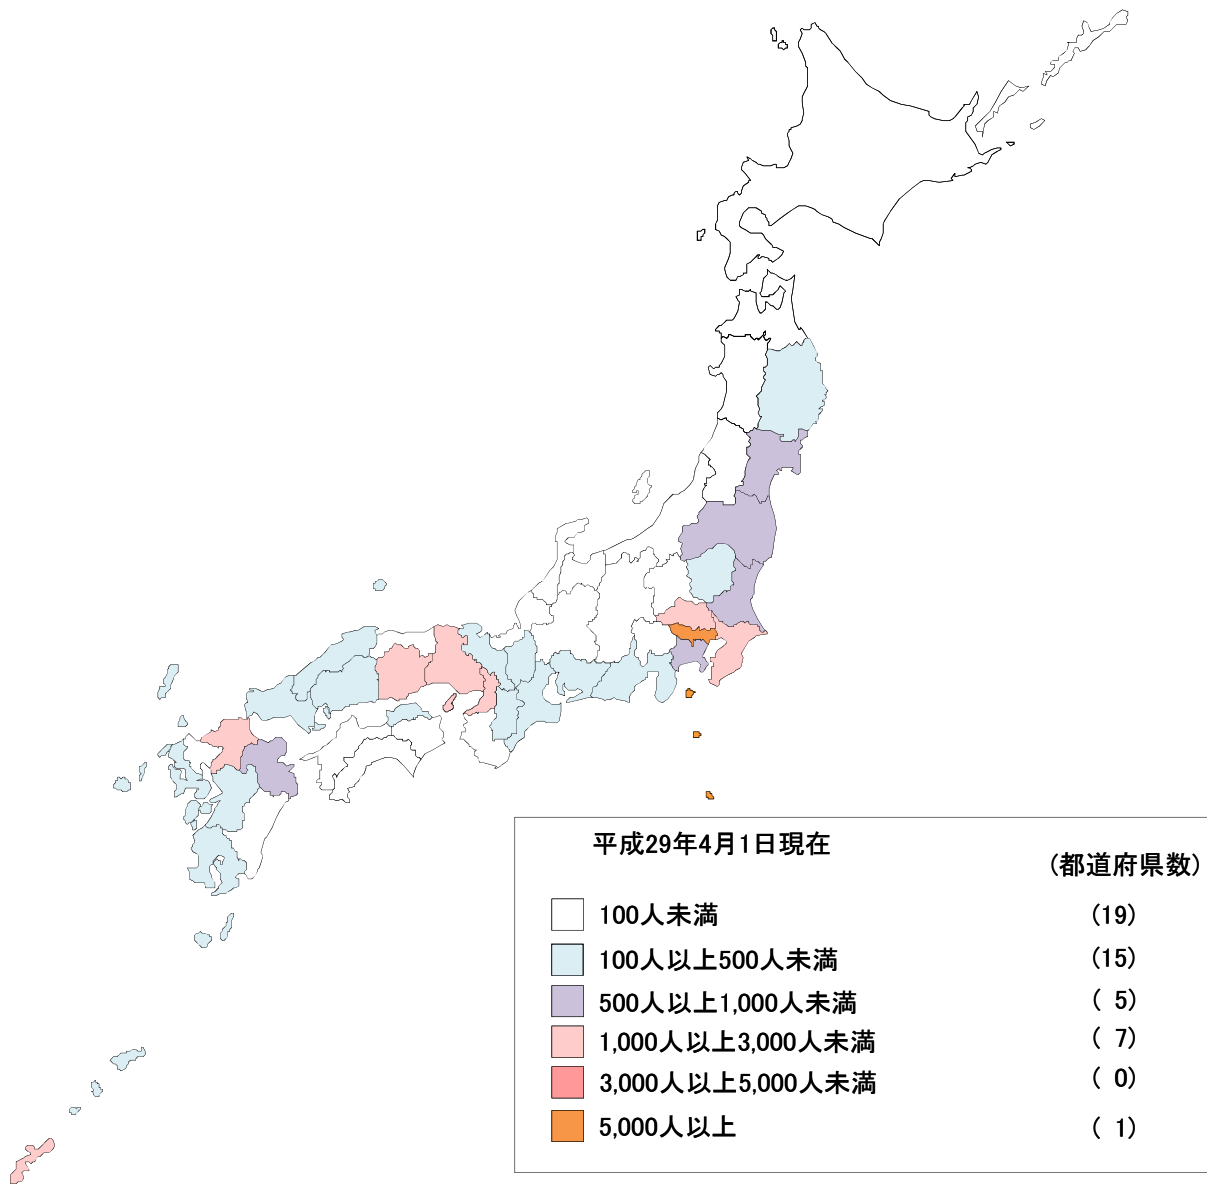 平成29年4月1日現在
(都道府県数)
100人未満 (19)
100人以上500人未満 (15)
500人以上1,000人未満 ( 5)
1,000人以上3,000人未満 ( 7)
3,000人以上5,000人未満 ( 0)
5,000人以上 ( 1)